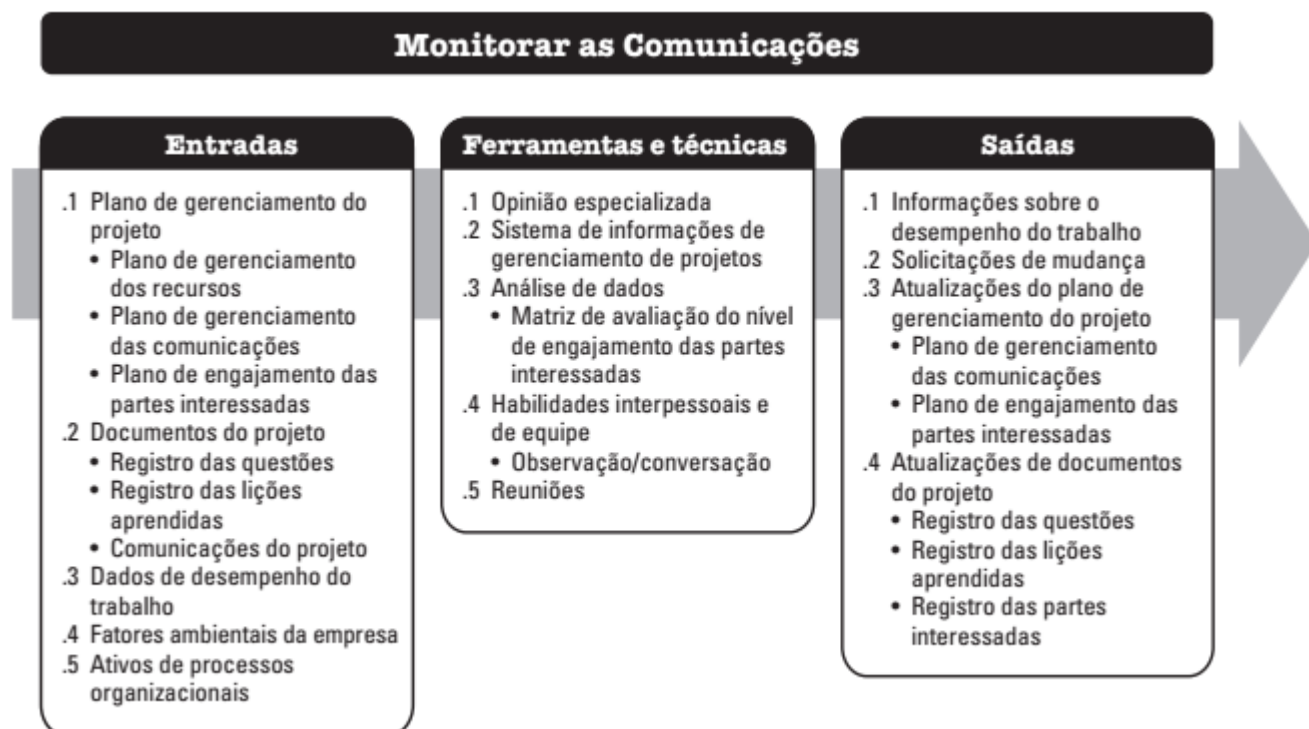 Monitorar as Comunicações
Entradas
.1 Plano de gerenciamento do
projeto
• Plano de gerenciamento
dos recursos
• Plano de gerenciamento
das comunicações
• Plano de engajamento das
partes interessadas
.2 Documentos do projeto
• Registro das questões
• Registro das lições
aprendidas
• Comunicações do projeto
.3 Dados de desempenho do
trabalho
.4 Fatores ambientais da empresa
.5 Ativos de processos
organizacionais
Ferramentas e técnicas
.1 Opinião especializada
.2 Sistema de informações de
gerenciamento de projetos
.3 Análise de dados
• Matriz de avaliação do nível
de engajamento das partes
interessadas
.4 Habilidades interpessoais e
de equipe
• Observação/conversação
.5 Reuniões
Saídas
.1 Informações sobre o
desempenho do trabalho
.2 Solicitações de mudança
.3 Atualizações do plano de
gerenciamento do projeto
• Plano de gerenciamento
das comunicações
• Plano de engajamento das
partes interessadas
.4 Atualizações de documentos
do projeto
• Registro das questões
• Registro das lições
aprendidas
• Registro das partes
interessadas